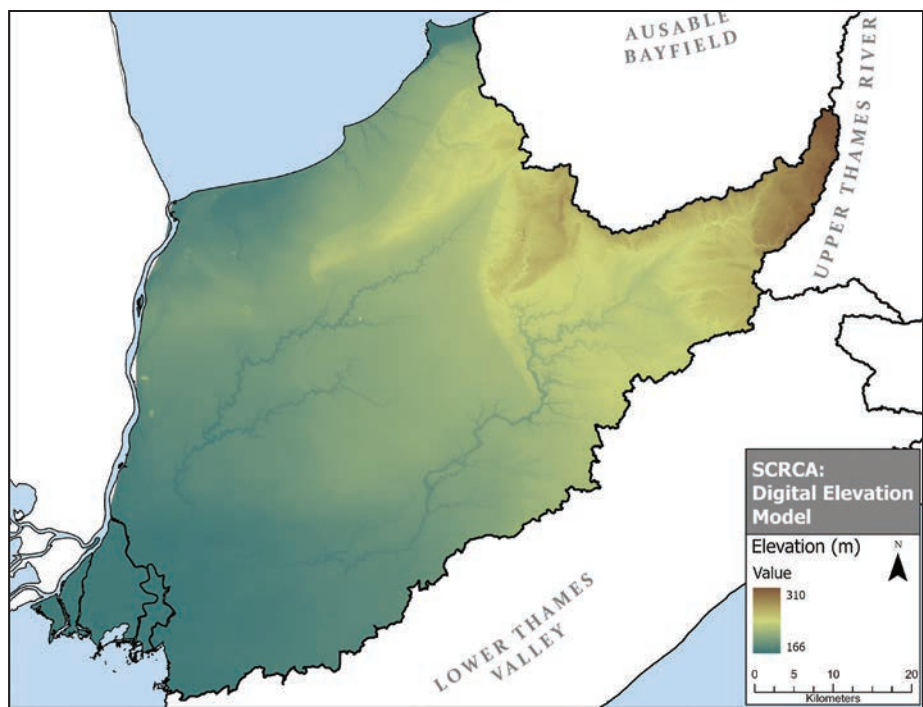 AUSABLE
BAYFIELD
UPPER THAMES RIVER
LOWER THAMES
VALLEY
SCRCA:
Digital Elevation
Model
Elevation (m)
N
Value
310
166
0 5 10 20
Kilometers